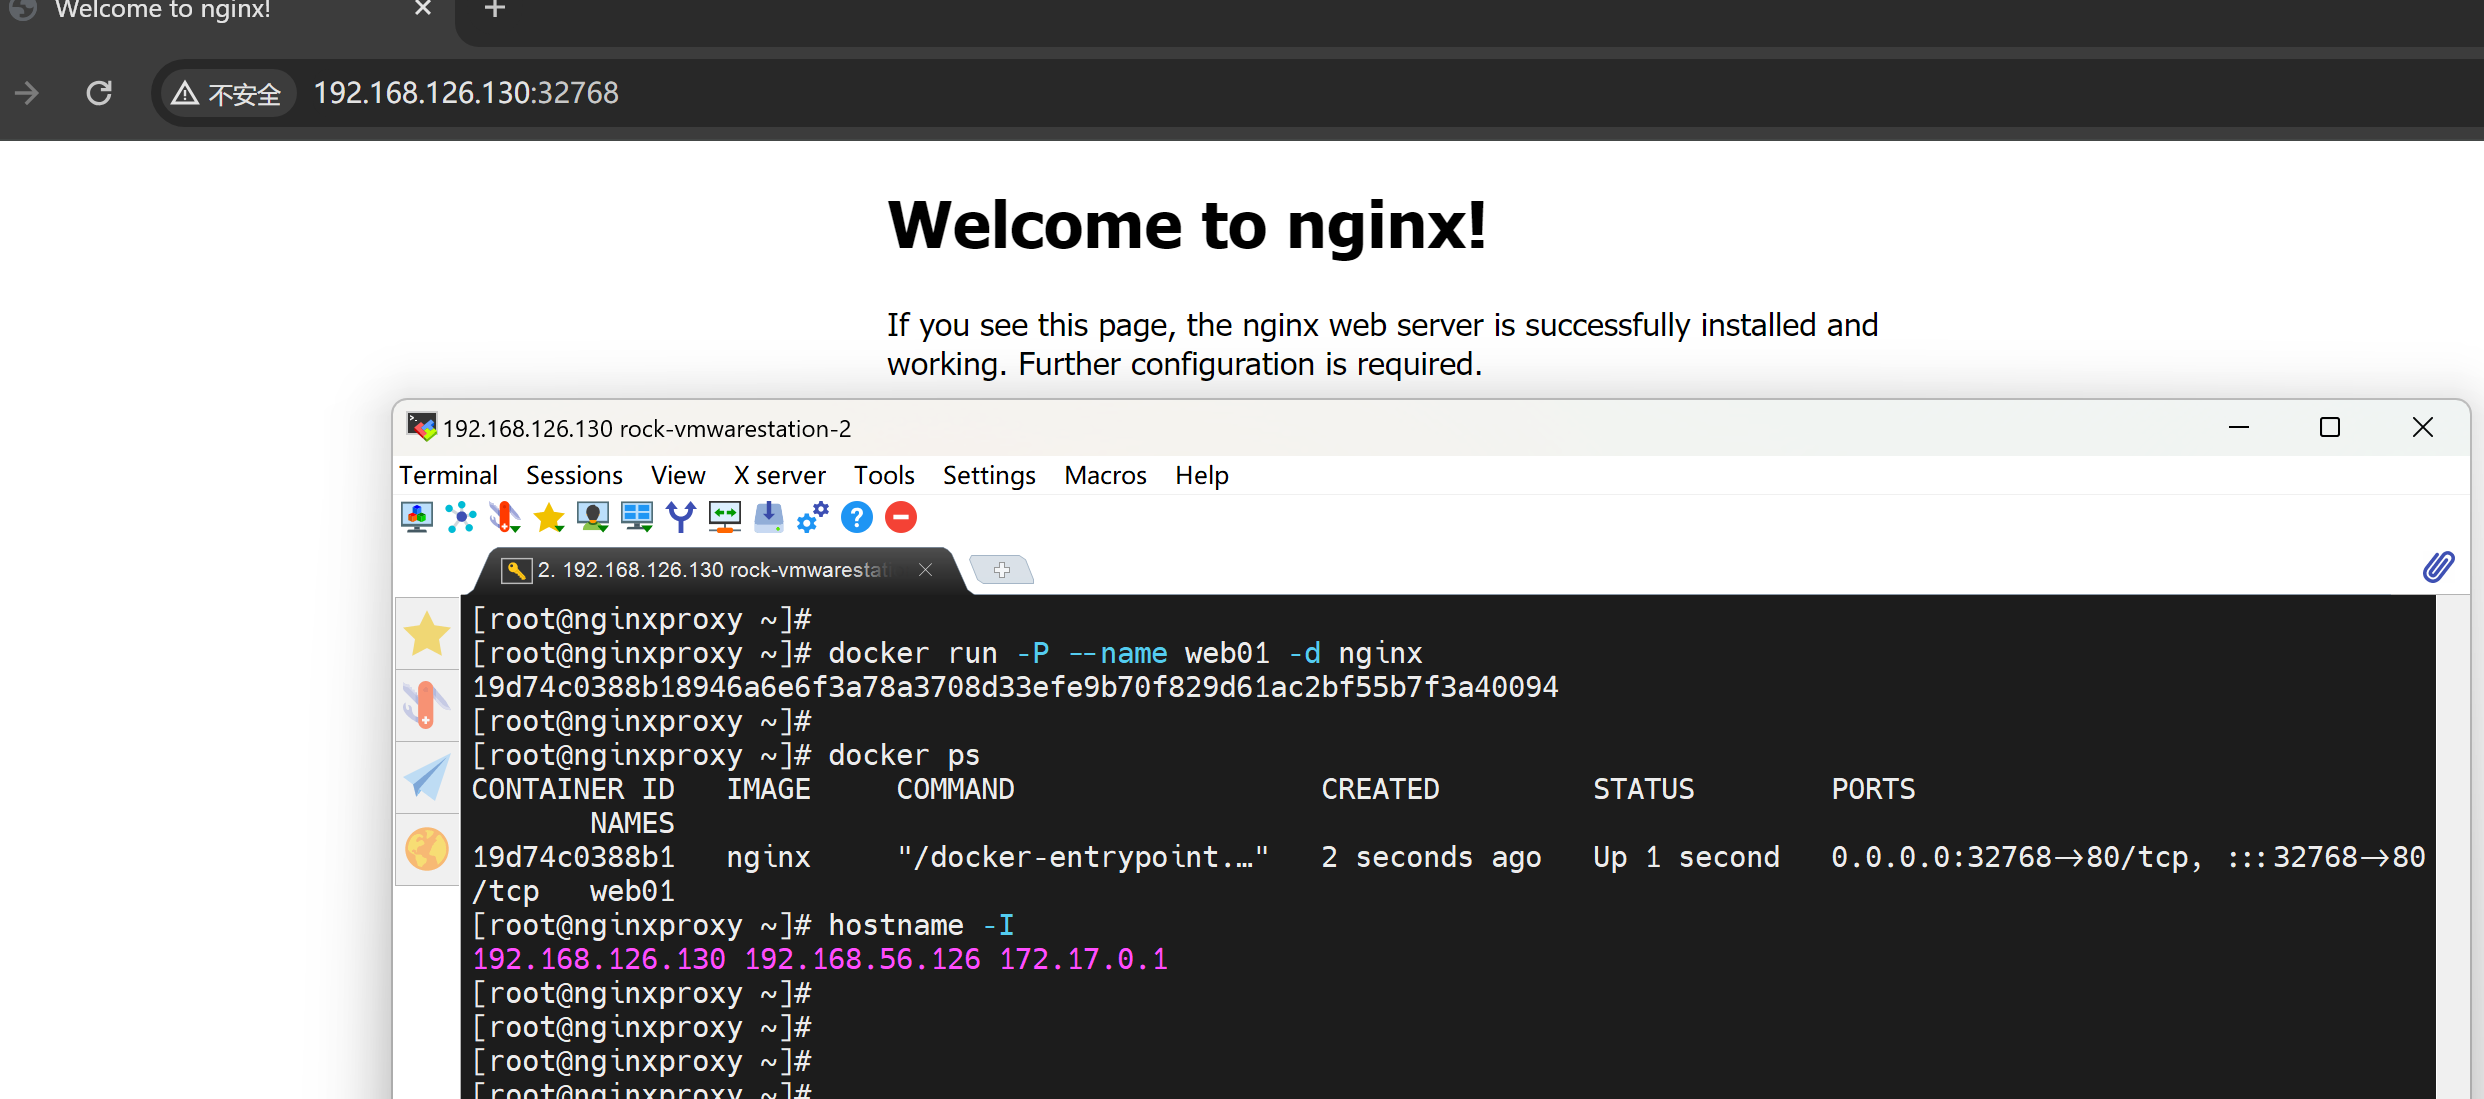 Welcome to nginx!
不安全 192.168.126.130:32768
Welcome to nginx!
If you see this page, the nginx web server is successfully installed and
working. Further configuration is required.
192.168.126.130 rock-vmwarestation-2
Terminal Sessions View X server Tools Settings Macros Help
2. 192.168.126.130 rock-vmwarestati
[root@nginxproxy ~]#
[root@nginxproxy ~]# docker run -P --name web01 -d nginx
19d74c0388b18946a6e6f3a78a3708d33efe9b70f829d61ac2bf55b7f3a40094
[root@nginxproxy ~]#
[root@nginxproxy ~]# docker ps
CONTAINER ID IMAGE COMMAND CREATED STATUS PORTS
NAMES
19d74c0388b1 nginx "/docker-entrypoint.…" 2 seconds ago Up 1 second 0.0.0.0:32768->80/tcp, :::32768->80
/tcp web01
[root@nginxproxy ~]# hostname -I
192.168.126.130 192.168.56.126 172.17.0.1
[root@nginxproxy ~]#
[root@nginxproxy ~]#
[root@nginxproxy ~]#
[root@nginxproxy ~]#